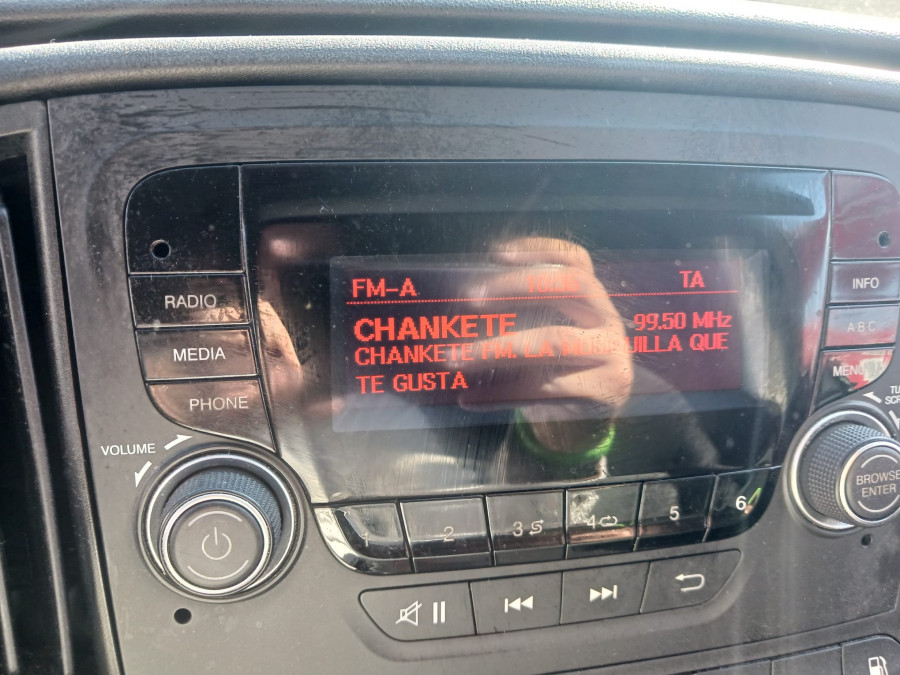 FM-A TA
CHANKETE 99.50 MHz
CHANKETE FM. LA QUE
TE GUSTA
RADIO
MEDIA
PHONE
VOLUME
INFO
A B C
MENU
BROWSE
ENTER
1 2 3 4 5 6